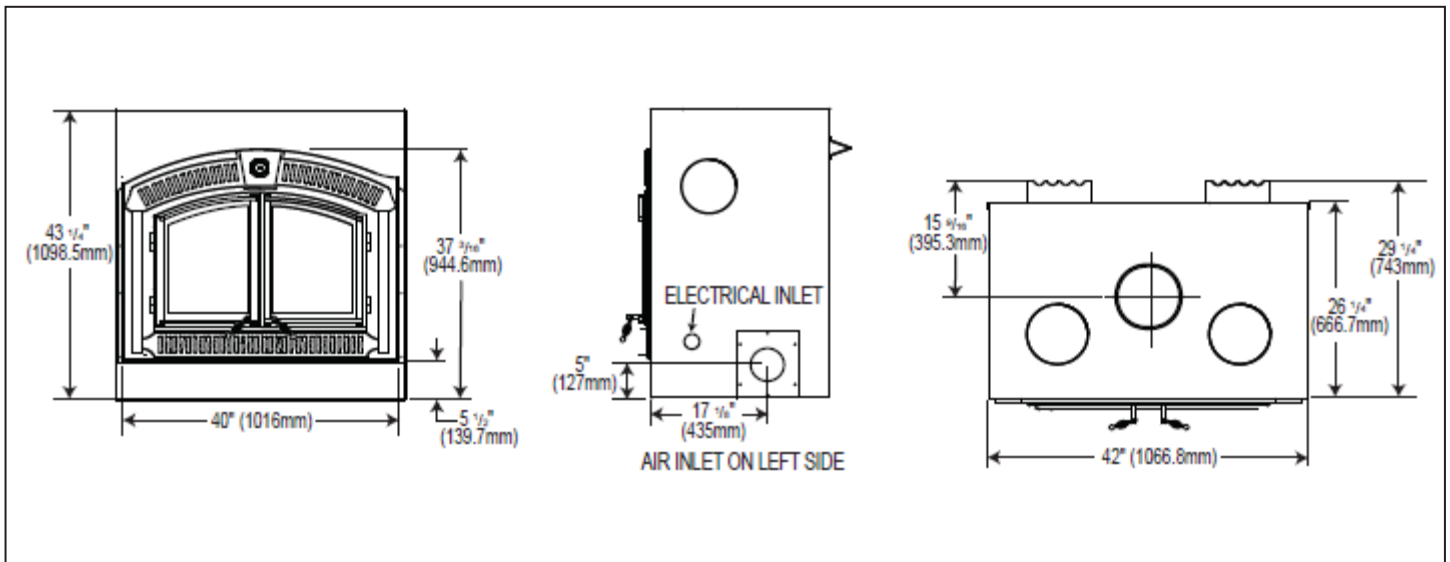 43 1/4"
(1098.5mm)
37 3/16"
(944.6mm)
40" (1016mm)
5 1/2"
(139.7mm)
ELECTRICAL INLET
5"
(127mm)
17 1/8"
(435mm)
AIR INLET ON LEFT SIDE
15 9/16"
(395.3mm)
29 1/4"
(743mm)
26 1/4"
(666.7mm)
42" (1066.8mm)